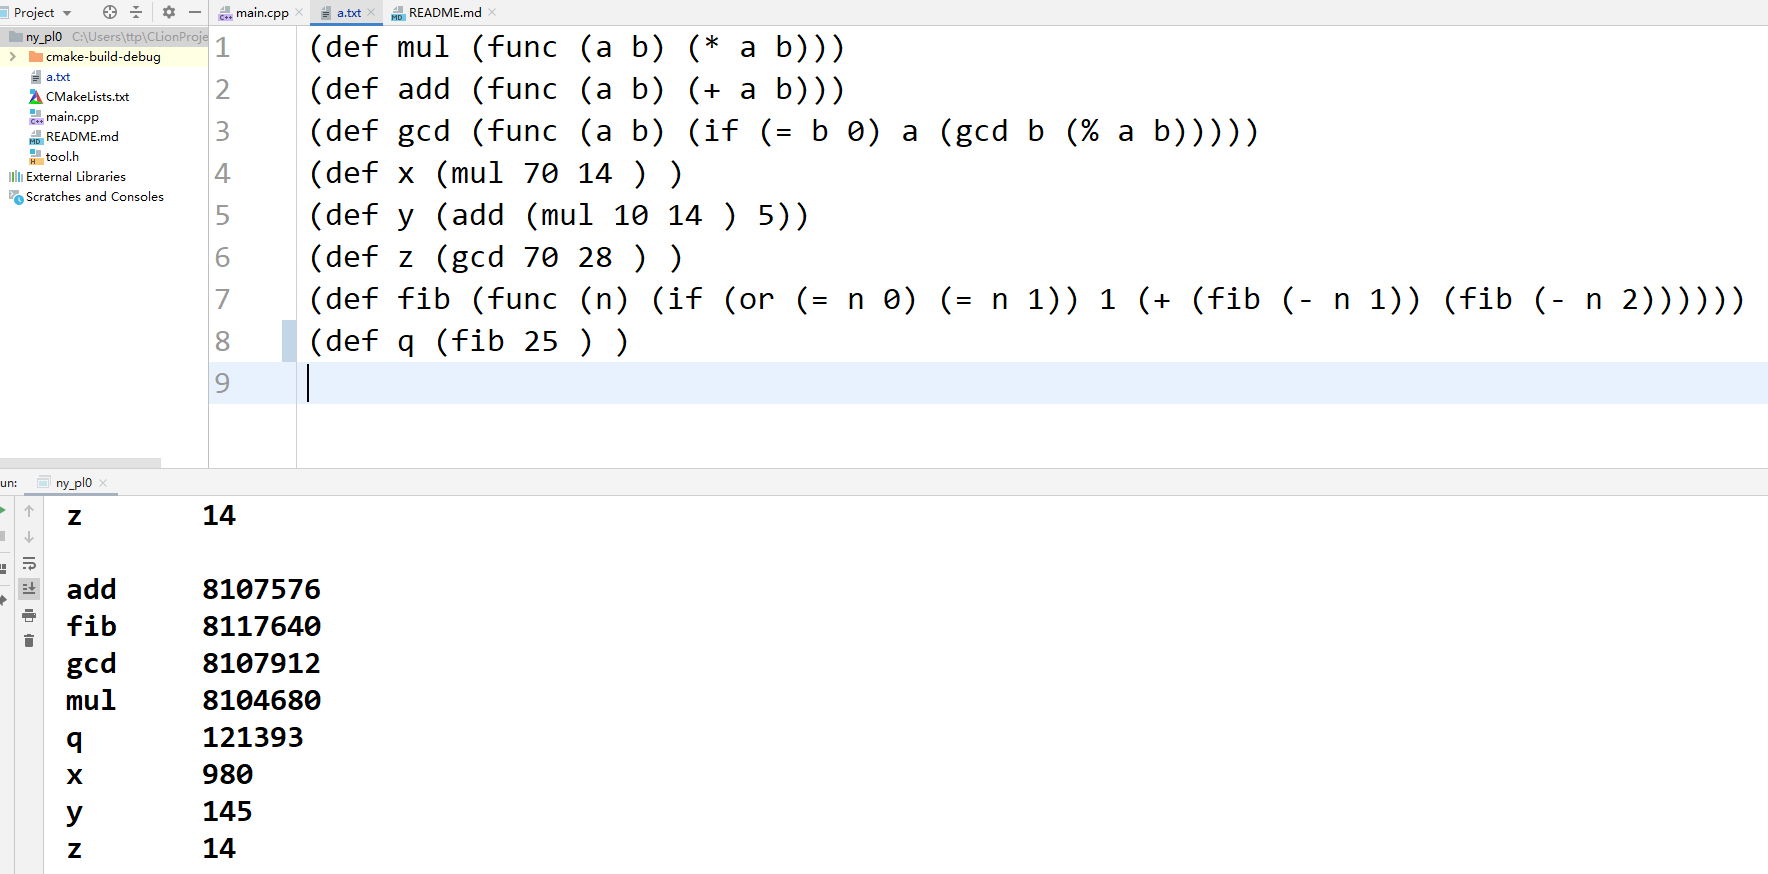 Project
main.cpp
a.txt
README.md
ny_pl0 C:\Users\ttp\CLionProje
cmake-build-debug
a.txt
CMakeLists.txt
main.cpp
README.md
tool.h
External Libraries
Scratches and Consoles
1 (def mul (func (a b) (* a b)))
2 (def add (func (a b) (+ a b)))
3 (def gcd (func (a b) (if (= b 0) a (gcd b (% a b)))))
4 (def x (mul 70 14 ) )
5 (def y (add (mul 10 14 ) 5))
6 (def z (gcd 70 28 ) )
7 (def fib (func (n) (if (or (= n 0) (= n 1)) 1 (+ (fib (- n 1)) (fib (- n 2))))))
8 (def q (fib 25 ) )
9
un: ny_pl0
z 14
add 8107576
fib 8117640
gcd 8107912
mul 8104680
q 121393
x 980
y 145
z 14